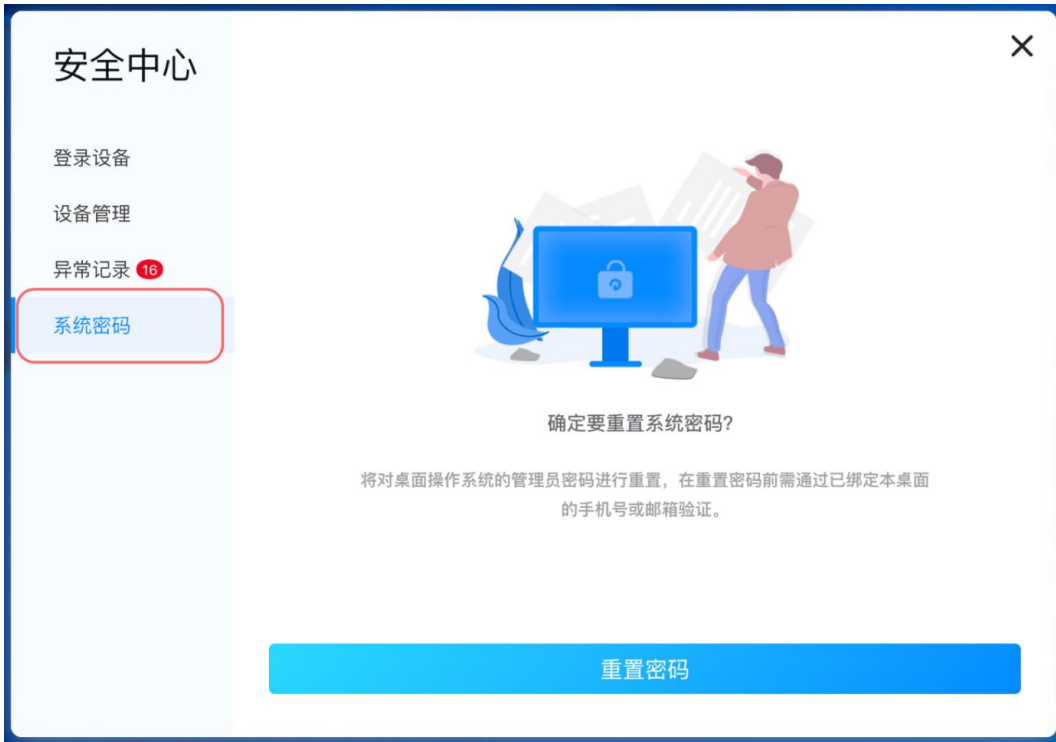 安全中心
登录设备
设备管理
异常记录 16
系统密码
确定要重置系统密码?
将对桌面操作系统的管理员密码进行重置，在重置密码前需通过已绑定本桌面
的手机号或邮箱验证。
重置密码